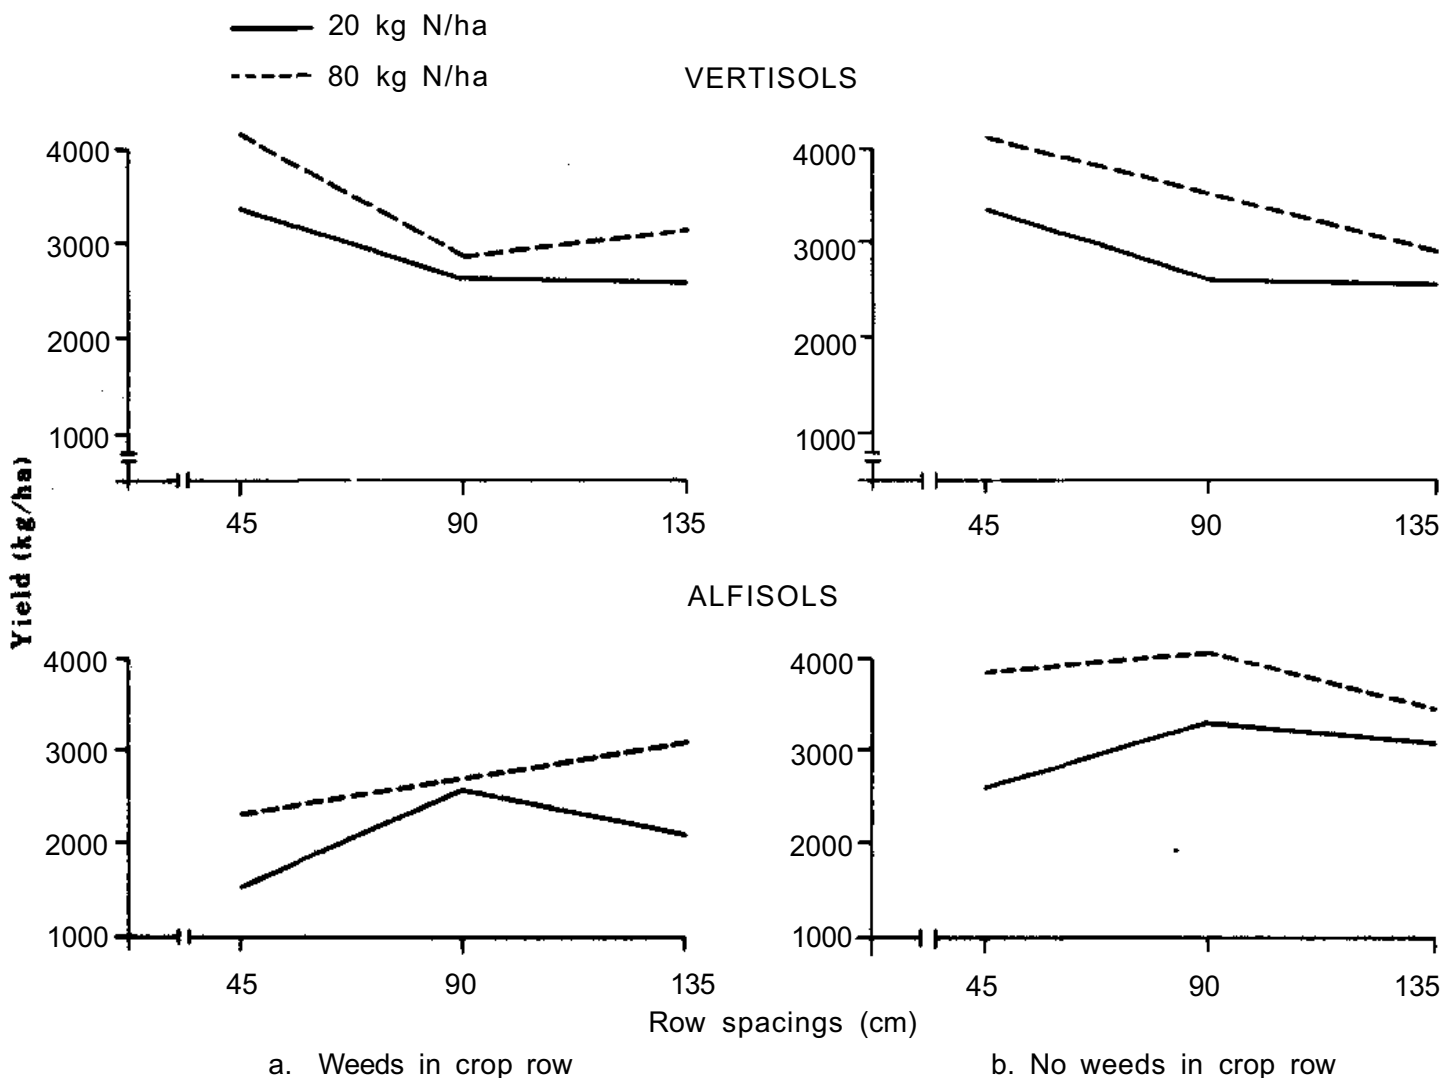 20 kg N/ha
80 kg N/ha
VERTISOLS
4000
3000
2000
1000
45 90 135
4000
3000
2000
1000
45 90 135
Yield (kg/ha)
ALFISOLS
4000
3000
2000
1000
45 90 135
4000
3000
2000
1000
45 90 135
Row spacings (cm)
a. Weeds in crop row
b. No weeds in crop row